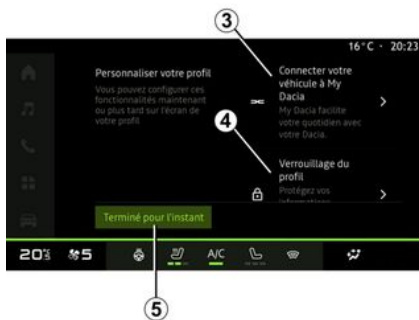 3
16°C · 20:23
Personnaliser votre profil
Vous pouvez configurer ces
fonctionnalités maintenant
ou plus tard sur l'écran de
votre profil
Connecter votre
véhicule à My
Dacia
My Dacia facilite
votre quotidien avec
votre Dacia.
4
Verrouillage du
profil
Protégez vos
informations
Terminé pour l'instant
20.5 5 A/C
5